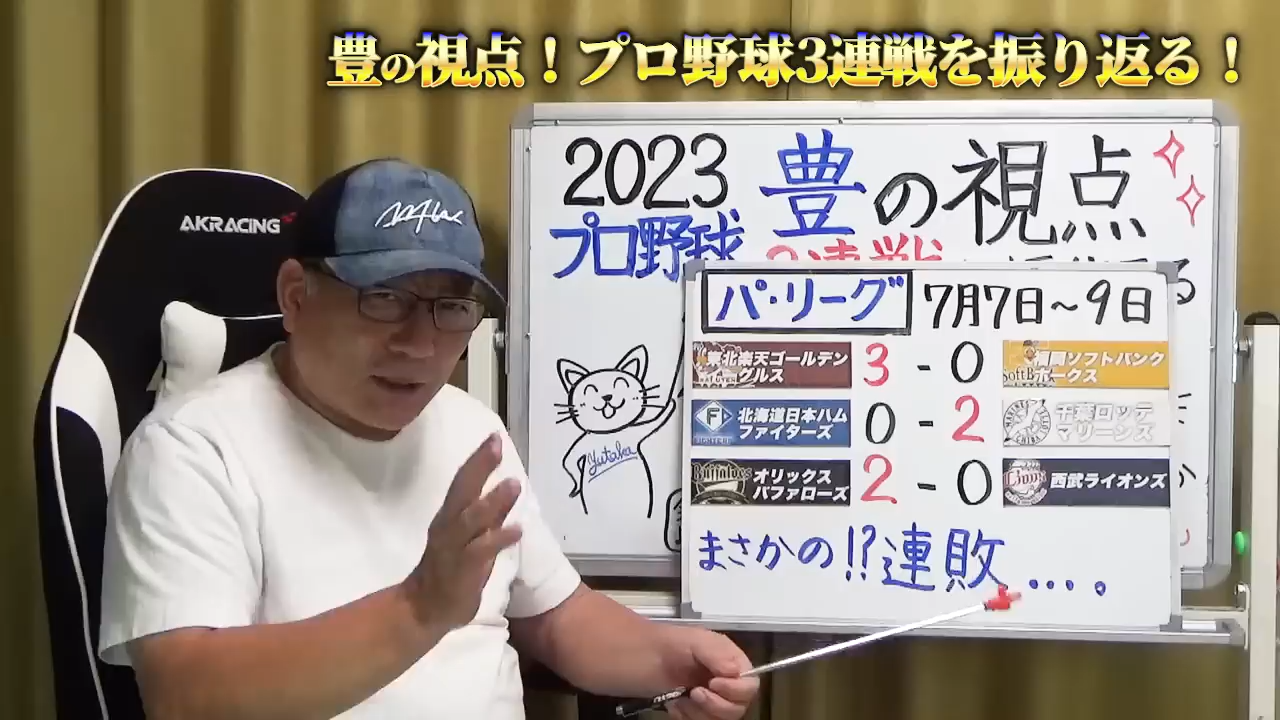 豊の視点！プロ野球3連戦を振り返る！
2023 豊の視点
プロ野球 3連戦
AKRACING
Yutaka
パ・リーグ 7月7日〜9日
東北楽天ゴールデン
グルス
3 - 0
福岡ソフトバンク
ホークス
北海道日本ハム
ファイターズ
0 - 2
千葉ロッテ
マリーンズ
オリックス
バファローズ
2 - 0
西武ライオンズ
まさかの!?連敗....